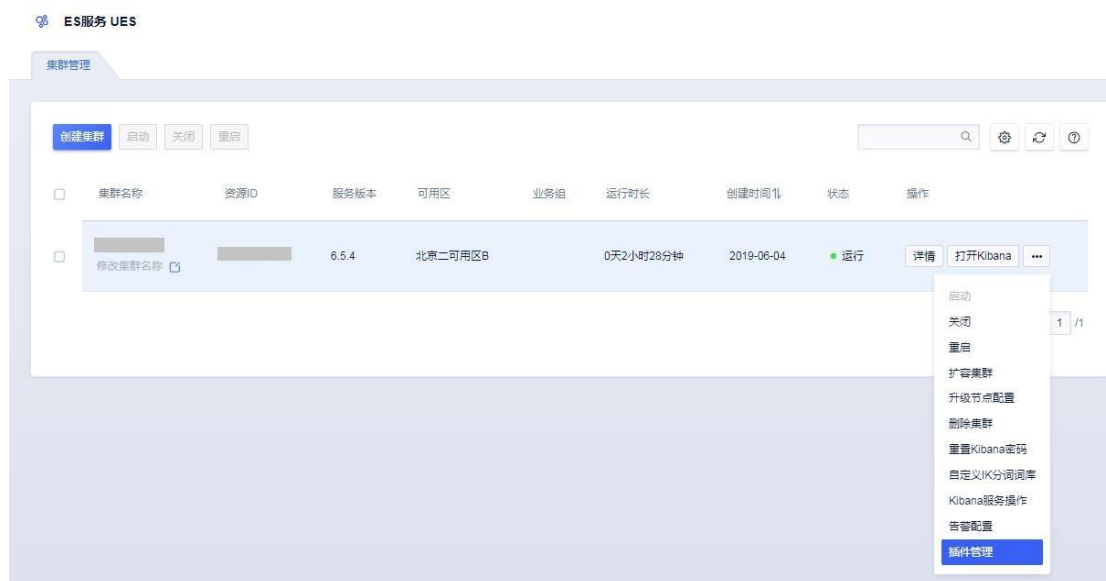 ES服务 UES
集群管理
创建集群 启动 关闭 重启
集群名称 资源ID 服务版本 可用区 业务组 运行时长 创建时间 状态 操作
6.5.4 北京二可用区B 0天2小时28分钟 2019-06-04 运行 详情 打开Kibana ...
修改集群名称
启动
关闭
1 /1
重启
扩容集群
升级节点配置
删除集群
重置Kibana密码
自定义IK分词词库
Kibana服务操作
告警配置
插件管理